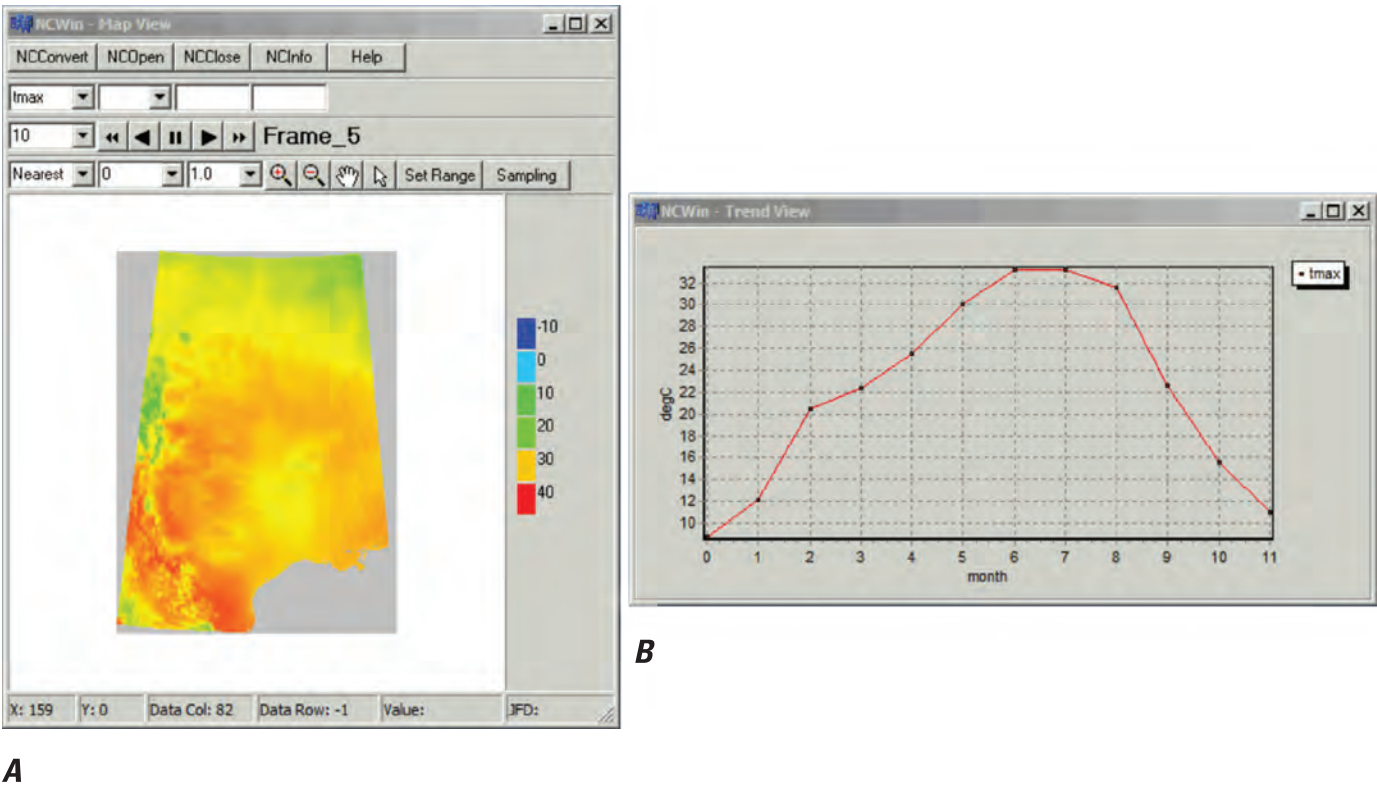 NCWin - Map View
NCConvert NCOpen NCClose NCInfo Help
tmax
10 Frame_5
Nearest 0 1.0 Set Range Sampling
-10
0
10
20
30
40
X: 159 Y: 0 Data Col: 82 Data Row: -1 Value: JFD:
A
NCWin - Trend View
tmax
32
30
28
26
24
22
20
18
16
14
12
10
degC
0 1 2 3 4 5 6 7 8 9 10 11
month
B